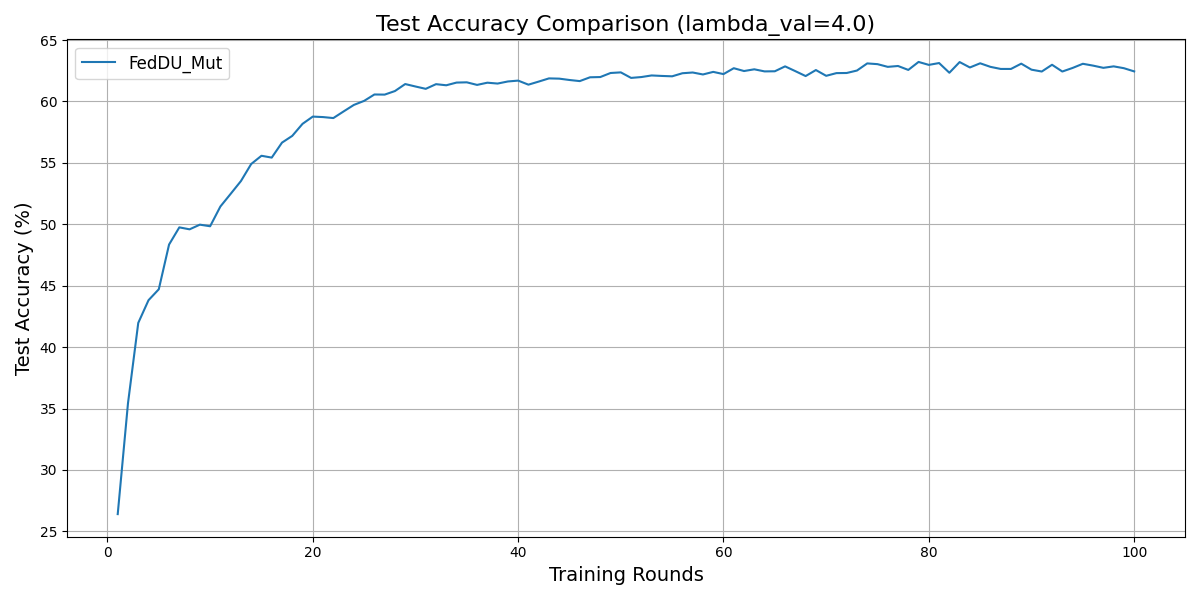 Test Accuracy Comparison (lambda_val=4.0)
FedDU_Mut
Test Accuracy (%)
65
60
55
50
45
40
35
30
25
0 20 40 60 80 100
Training Rounds